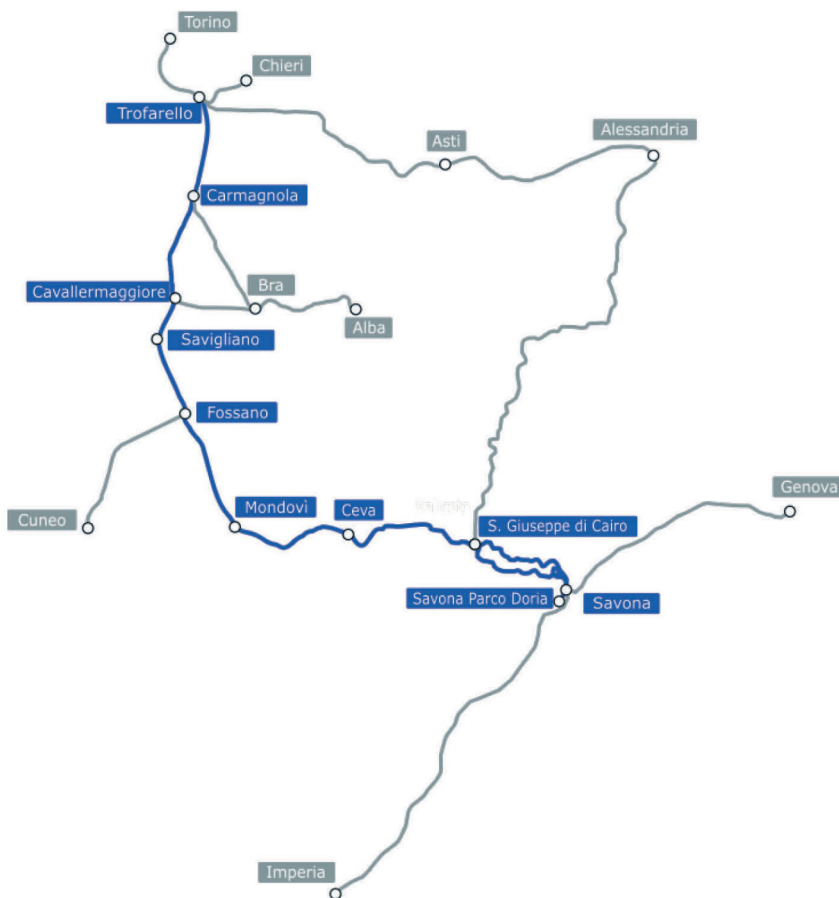 Torino
Chieri
Trofarello
Asti
Alessandria
Carmagnola
Bra
Cavallermaggiore
Alba
Savigliano
Fossano
Genova
Mondovì
Ceva
Cuneo
S. Giuseppe di Cairo
Savona Parco Doria
Savona
Imperia